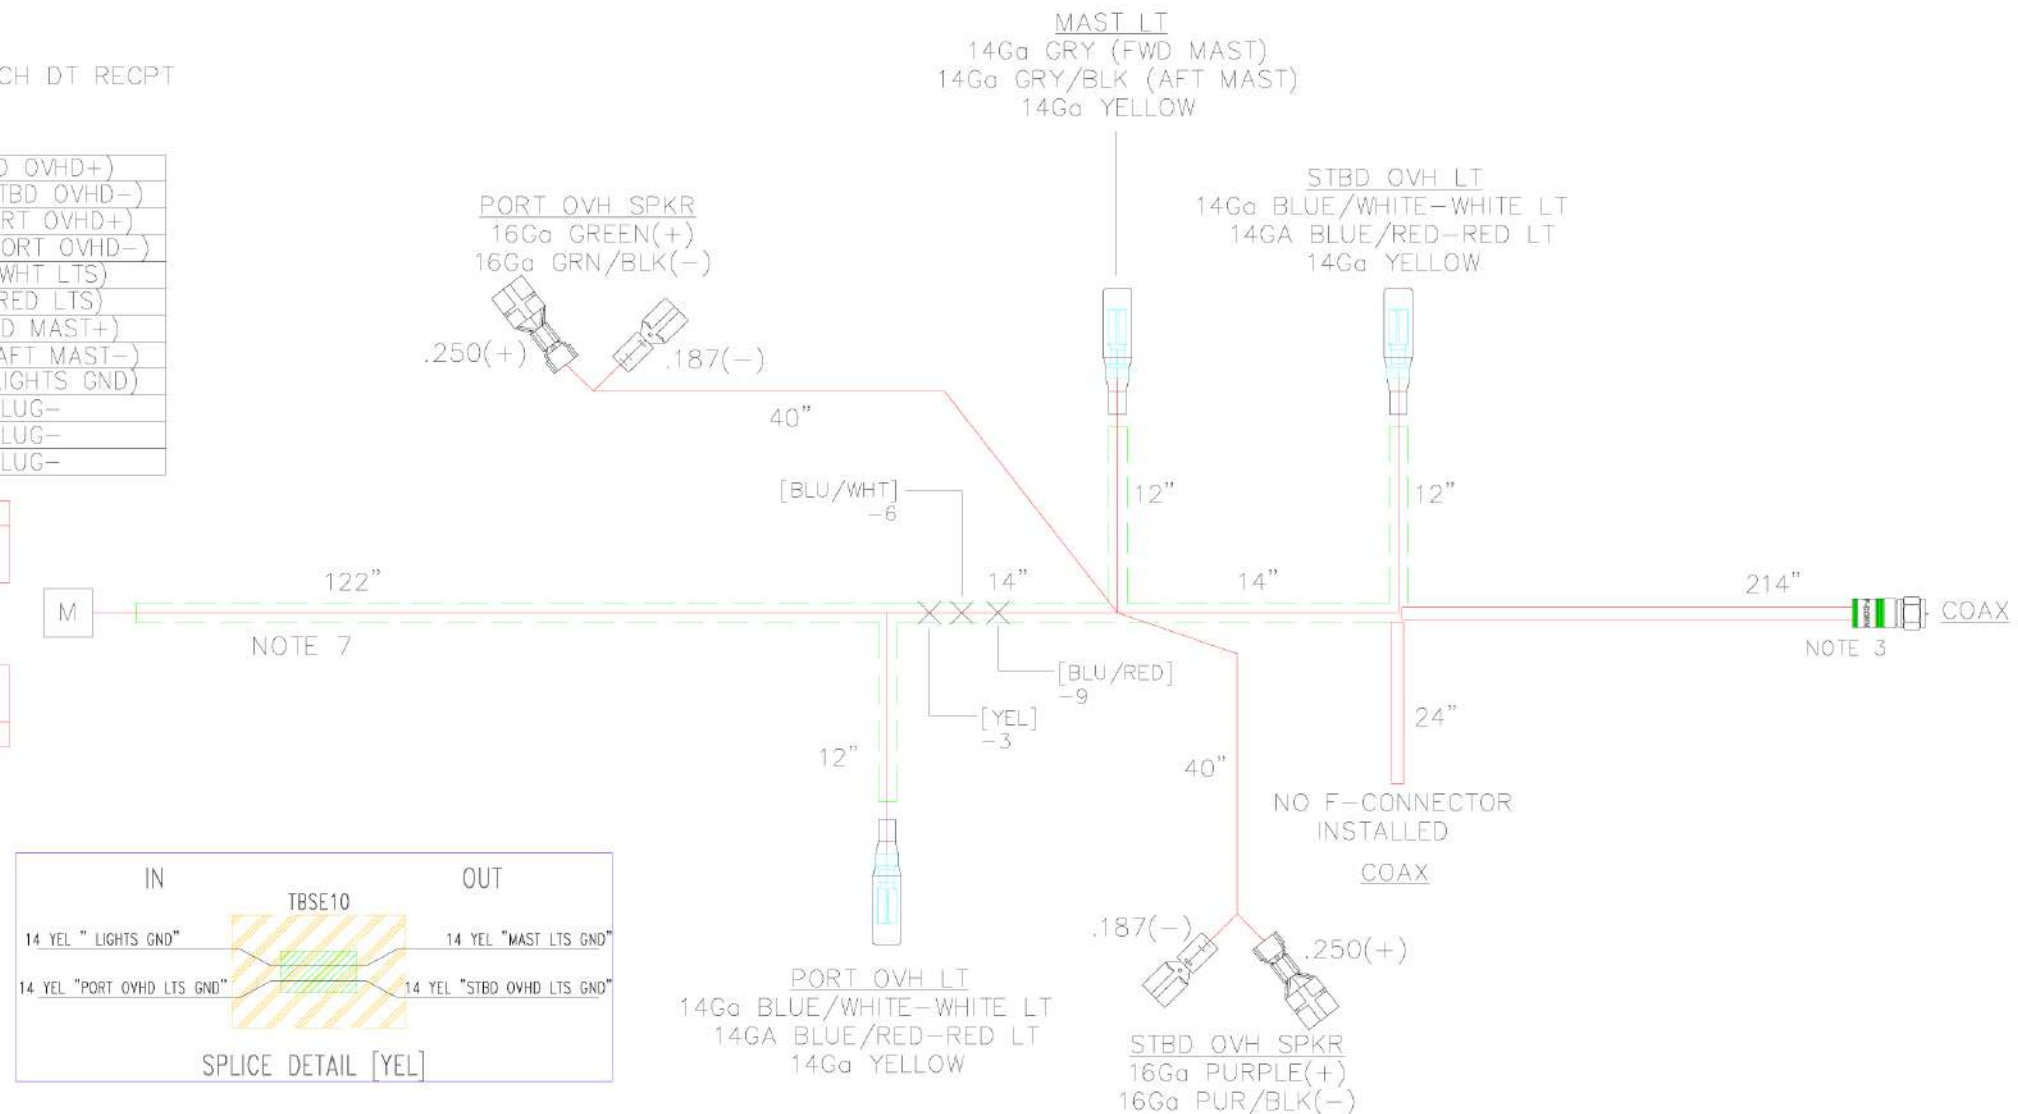 MAST LT
14Ga GRY (FWD MAST)
14Ga GRY/BLK (AFT MAST)
14Ga YELLOW
CH DT RECPT
D OVHD+)
TBD OVHD-)
RT OVHD+)
ORT OVHD-)
WHT LTS)
RED LTS)
D MAST+)
AFT MAST-)
LIGHTS GND)
LUG-
LUG-
LUG-
PORT OVH SPKR
16Ga GREEN(+)
16Ga GRN/BLK(-)
.250(+)
.187(-)
40"
STBD OVH LT
14Ga BLUE/WHITE-WHITE LT
14GA BLUE/RED-RED LT
14Ga YELLOW
[BLU/WHT]
-6
12"
12"
M
122"
NOTE 7
14"
14"
214"
COAX
NOTE 3
[BLU/RED]
-9
[YEL]
-3
12"
40"
24"
NO F-CONNECTOR
INSTALLED
COAX
IN
OUT
TBSE10
14 YEL " LIGHTS GND"
14 YEL "MAST LTS GND"
14 YEL "PORT OVHD LTS GND"
14 YEL "STBD OVHD LTS GND"
SPLICE DETAIL [YEL]
PORT OVH LT
14Ga BLUE/WHITE-WHITE LT
14GA BLUE/RED-RED LT
14Ga YELLOW
.187(-)
.250(+)
STBD OVH SPKR
16Ga PURPLE(+)
16Ga PUR/BLK(-)